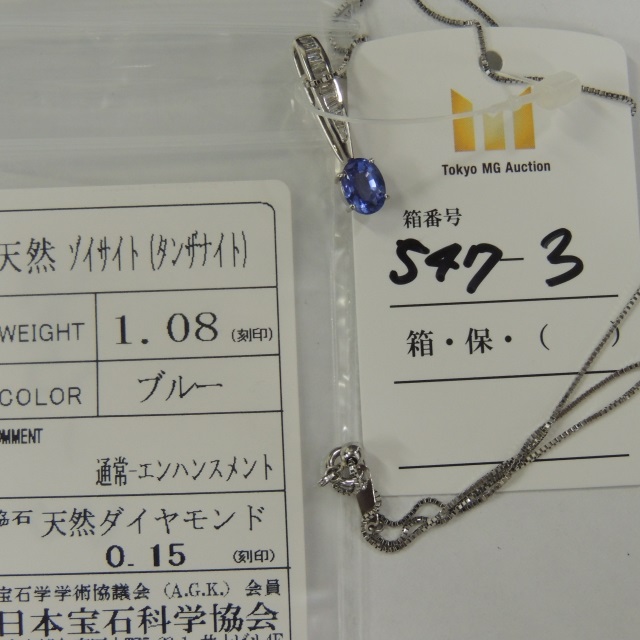 天然 ゾイサイト(タンザナイト)
WEIGHT 1.08 (刻印)
COLOR ブルー
COMMENT
通常-エンハンスメント
脇石 天然ダイヤモンド
0.15 (刻印)
宝石学学術協議会 (A.G.K.) 会員
日本宝石科学協会
Tokyo MG Auction
箱番号
547-3
箱・保・( )